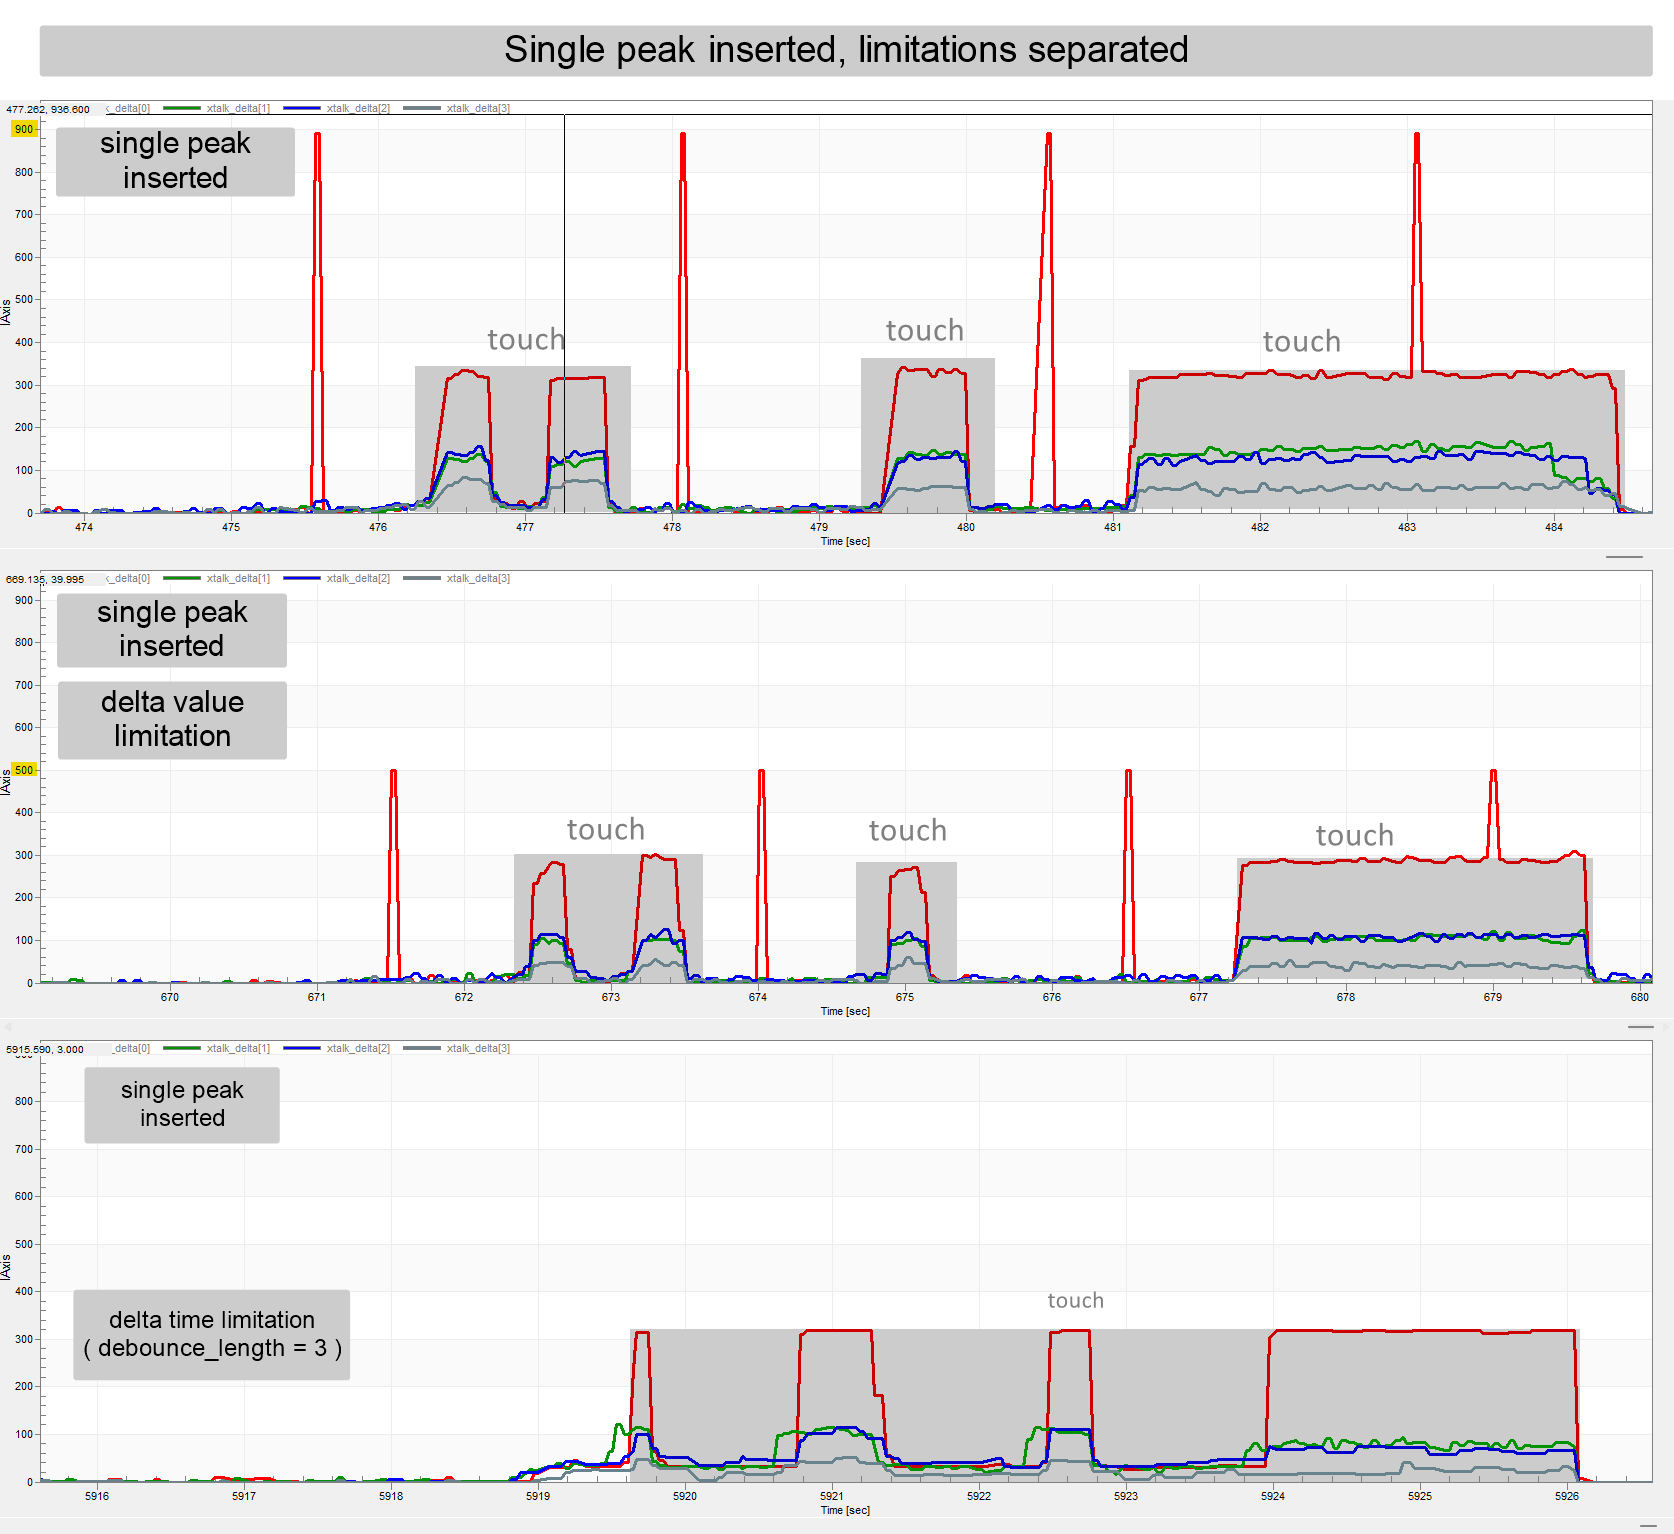 Single peak inserted, limitations separated
477.262, 936.600
_delta[0] xtalk_delta[1] xtalk_delta[2] xtalk_delta[3]
900
single peak
inserted
800
700
600
500
400
300
200
100
0
Axis
touch
touch
touch
474 475 476 477 478 479 480 481 482 483 484
Time [sec]
669.135, 39.995
_delta[0] xtalk_delta[1] xtalk_delta[2] xtalk_delta[3]
900
single peak
inserted
800
700
delta value
limitation
600
500
400
300
200
100
0
Axis
touch
touch
touch
670 671 672 673 674 675 676 677 678 679 680
Time [sec]
5915.590, 3.000
_delta[0] xtalk_delta[1] xtalk_delta[2] xtalk_delta[3]
single peak
inserted
800
700
600
500
400
300
200
100
0
Axis
delta time limitation
( debounce_length = 3 )
touch
5916 5917 5918 5919 5920 5921 5922 5923 5924 5925 5926
Time [sec]